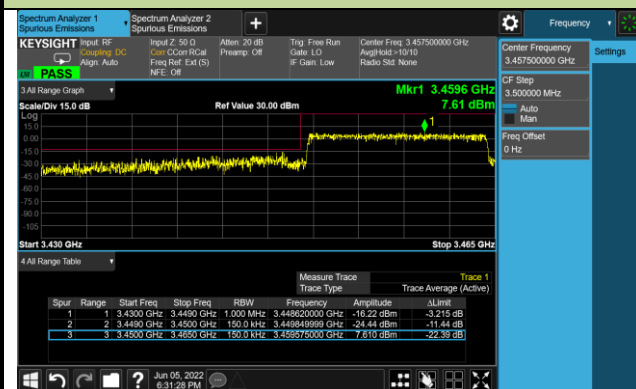 Spectrum Analyzer 1
Spurious Emissions
Spectrum Analyzer 2
Spurious Emissions
+
Frequency
KEYSIGHT
Input: RF
Coupling: DC
Align: Auto
Input Z: 50 Ω
Corr CCorr RCal
Freq Ref: Ext (S)
NFE: Off
Atten: 20 dB
Preamp: Off
Trig: Free Run
Gate: LO
IF Gain: Low
Center Freq: 3.457500000 GHz
Avg|Hold:>10/10
Radio Std: None
PASS
Center Frequency
3.457500000 GHz
Settings
CF Step
3.500000 MHz
Auto
Man
Freq Offset
0 Hz
3 All Range Graph
Mkr1 3.4596 GHz
Scale/Div 15.0 dB
Ref Value 30.00 dBm
7.61 dBm
Log
15.0
0.00
-15.0
-30.0
-45.0
-60.0
-75.0
-90.0
-105
1
Start 3.430 GHz
Stop 3.465 GHz
4 All Range Table
Measure Trace Trace 1
Trace Type Trace Average (Active)
Spur Range Start Freq Stop Freq RBW Frequency Amplitude ΔLimit
1 1 3.4300 GHz 3.4490 GHz 1.000 MHz 3.448620000 GHz -16.22 dBm -3.215 dB
2 2 3.4490 GHz 3.4500 GHz 150.0 kHz 3.449849999 GHz -24.44 dBm -11.44 dB
3 3 3.4500 GHz 3.4650 GHz 150.0 kHz 3.459575000 GHz 7.610 dBm -22.39 dB
?
Jun 05, 2022
6:31:28 PM